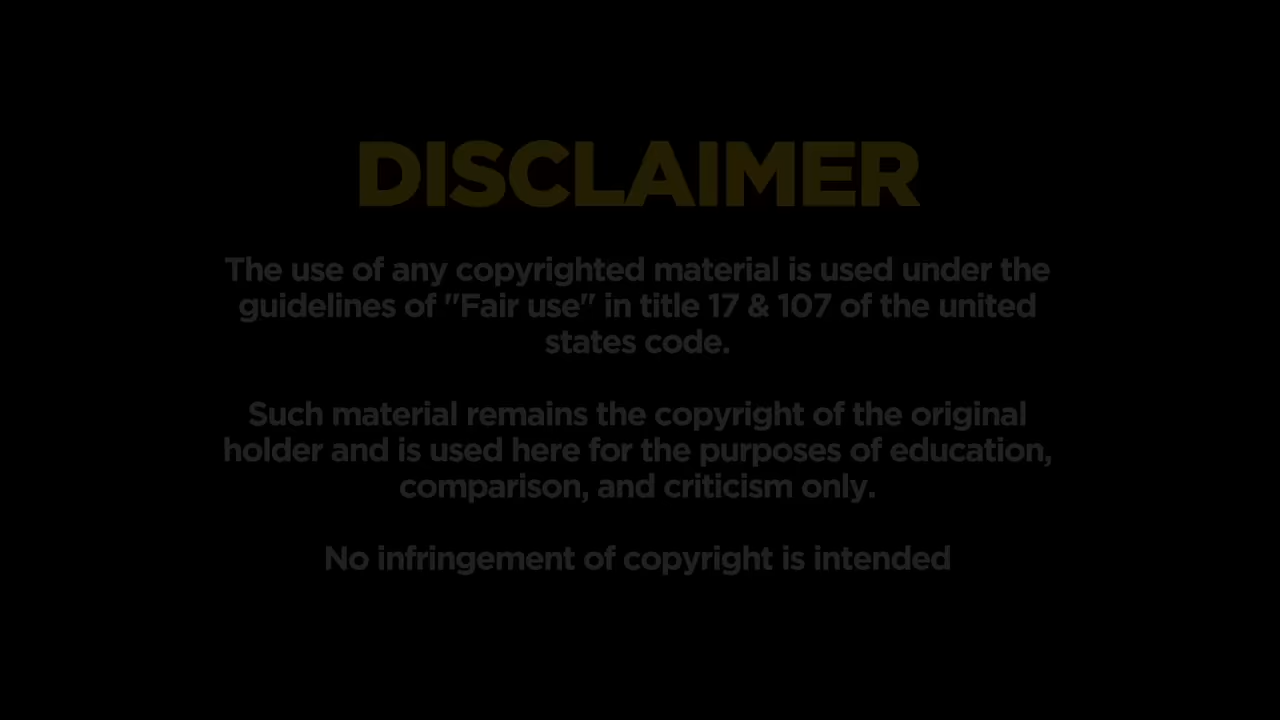 DISCLAIMER
The use of any copyrighted material is used under the
guidelines of "Fair use" in title 17 & 107 of the united
states code.
Such material remains the copyright of the original
holder and is used here for the purposes of education,
comparison, and criticism only.
No infringement of copyright is intended